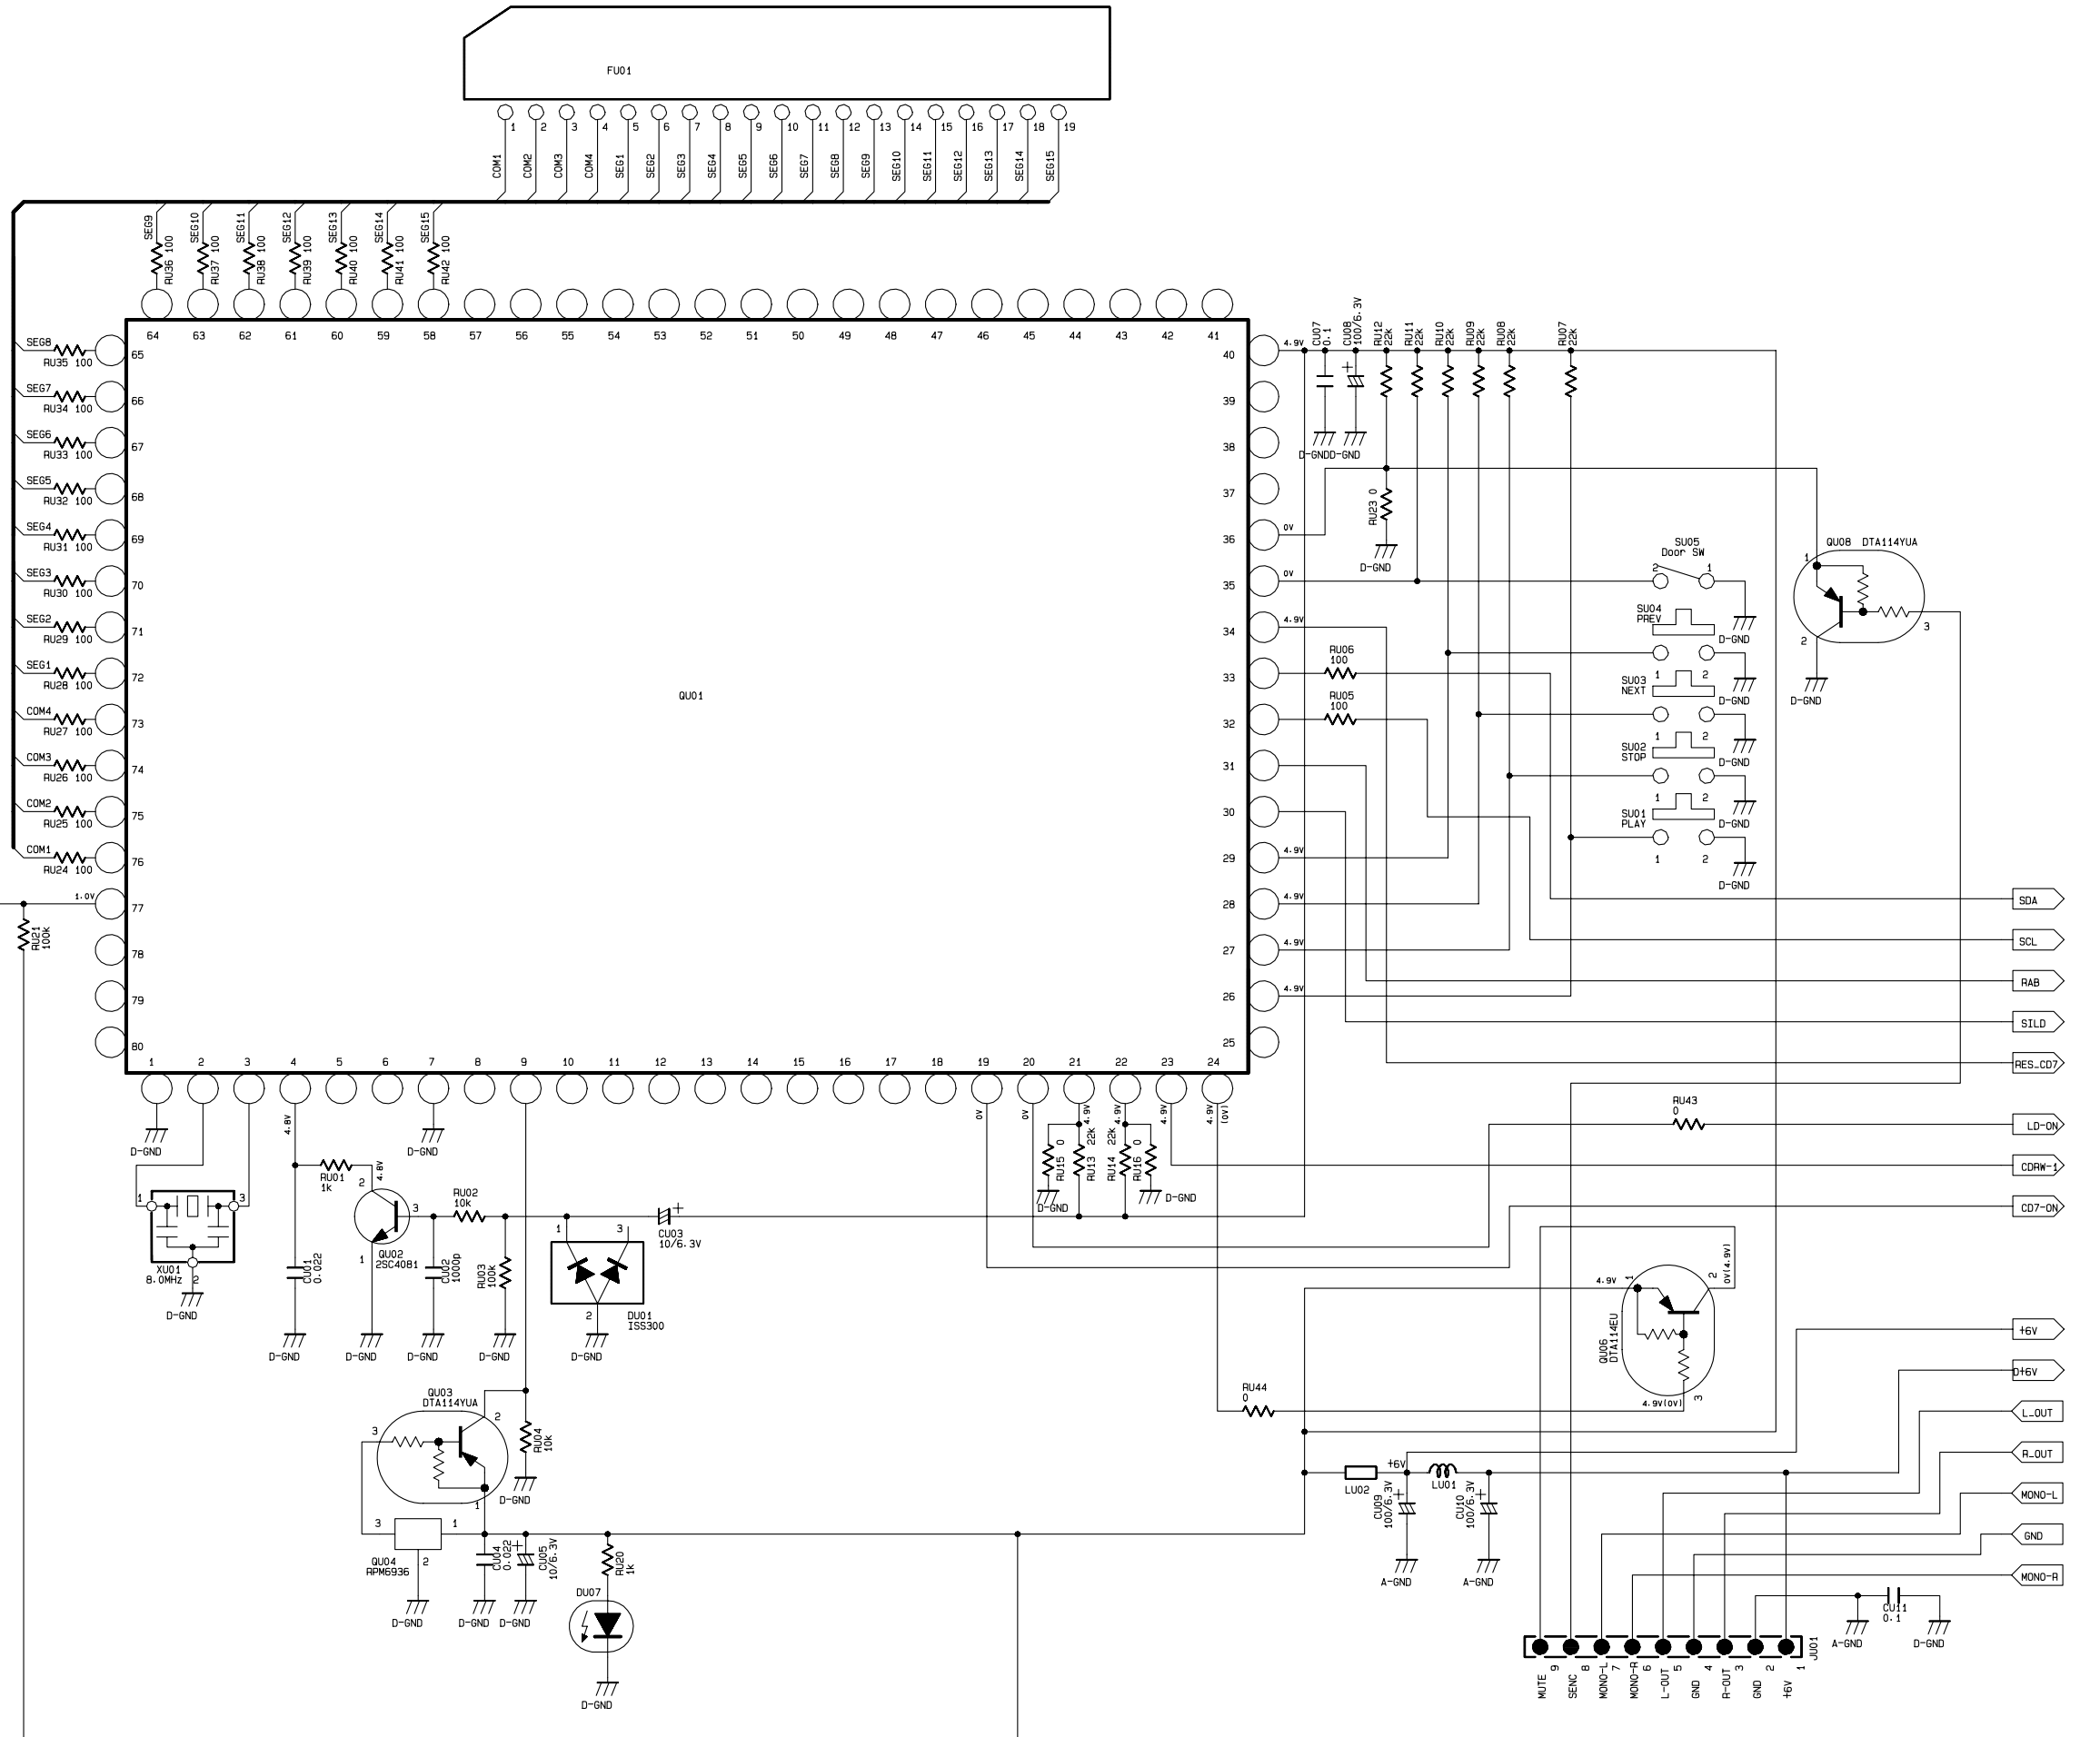 FU01
1 2 3 4 5 6 7 8 9 10 11 12 13 14 15 16 17 18 19
COM1 COM2 COM3 COM4 SEG1 SEG2 SEG3 SEG4 SEG5 SEG6 SEG7 SEG8 SEG9 SEG10 SEG11 SEG12 SEG13 SEG14 SEG15
SEG9 SEG10 SEG11 SEG12 SEG13 SEG14 SEG15
RU36 100 RU37 100 RU38 100 RU39 100 RU40 100 RU41 100 RU42 100
64 63 62 61 60 59 58 57 56 55 54 53 52 51 50 49 48 47 46 45 44 43 42 41
SEG8
RU35 100
65
SEG7
RU34 100
66
SEG6
RU33 100
67
SEG5
RU32 100
68
SEG4
RU31 100
69
SEG3
RU30 100
70
SEG2
RU29 100
71
SEG1
RU28 100
72
COM4
RU27 100
73
COM3
RU26 100
74
COM2
RU25 100
75
COM1
RU24 100
76
1.0V
77
RU21
100k
78
79
80
QU01
40 4.9V
39
38
37
36 0V
35 0V
34 4.9V
33
32
31
30
29 4.9V
28 4.9V
27 4.9V
26 4.9V
25
CU07
0.1
CU08
100/6.3V
RU12
22k
RU11
22k
RU10
22k
RU09
22k
RU08
22k
RU07
22k
D-GND D-GND
RU23 0
D-GND
RU06
100
RU05
100
SU05
Door SW
2 1
D-GND
SU04
PREV
1 2
D-GND
SU03
NEXT
1 2
D-GND
SU02
STOP
1 2
D-GND
SU01
PLAY
1 2
D-GND
QU08 DTA114YUA
1
2
3
D-GND
SDA
SCL
RAB
SILD
RES_CD7
LD-ON
CDRW-1
CD7-ON
+6V
D+6V
L_OUT
R_OUT
MONO-L
GND
MONO-R
1 2 3 4 5 6 7 8 9 10 11 12 13 14 15 16 17 18 19 20 21 22 23 24
D-GND
4.8V
D-GND
0V 0V 4.9V 4.9V 4.9V 4.9V (0V)
RU15 0
RU13 22k
RU14 22k
RU16 0
D-GND
D-GND
RU43
0
1 3
XU01
8.0MHz 2
D-GND
RU01
1k
4.8V
2
3
1
QU02
2SC4081
CU01
0.022
D-GND
D-GND
RU02
10k
CU02
1000p
D-GND
RU03
100k
D-GND
1 3
2
DU01
ISS300
D-GND
CU03
10/6.3V
QU03
DTA114YUA
2
3
1
RU04
10k
D-GND
3 1
2
QU04
RPM6936
D-GND
CU04
0.022
D-GND
CU05
10/6.3V
D-GND
RU20
1k
DU07
D-GND
4.9V
1
2
0V(4.9V)
QU06
DTA114EU
3
4.9V(0V)
RU44
0
LU02
+6V
LU01
CU09
100/6.3V
A-GND
CU10
100/6.3V
A-GND
CU11
0.1
A-GND
D-GND
JU01
9 8 7 6 5 4 3 2 1
MUTE SENC MONO-L MONO-R L-OUT GND R-OUT GND +6V